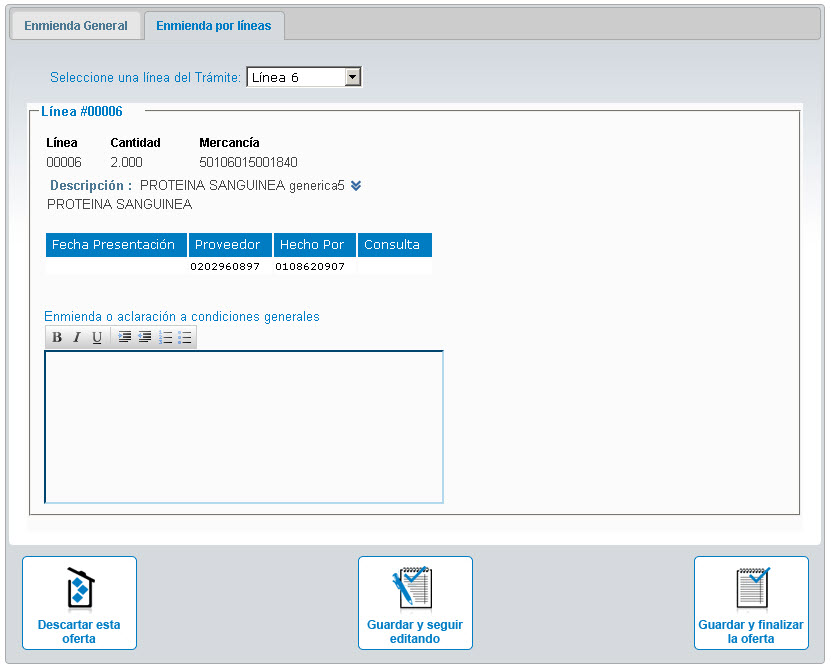 Enmienda General
Enmienda por líneas
Seleccione una línea del Trámite: Línea 6
Línea #00006
Línea Cantidad Mercancía
00006 2.000 50106015001840
Descripción : PROTEINA SANGUINEA generica5
PROTEINA SANGUINEA
Fecha Presentación Proveedor Hecho Por Consulta
0202960897 0108620907
Enmienda o aclaración a condiciones generales
B I U
Descartar esta
oferta
Guardar y seguir
editando
Guardar y finalizar
la oferta